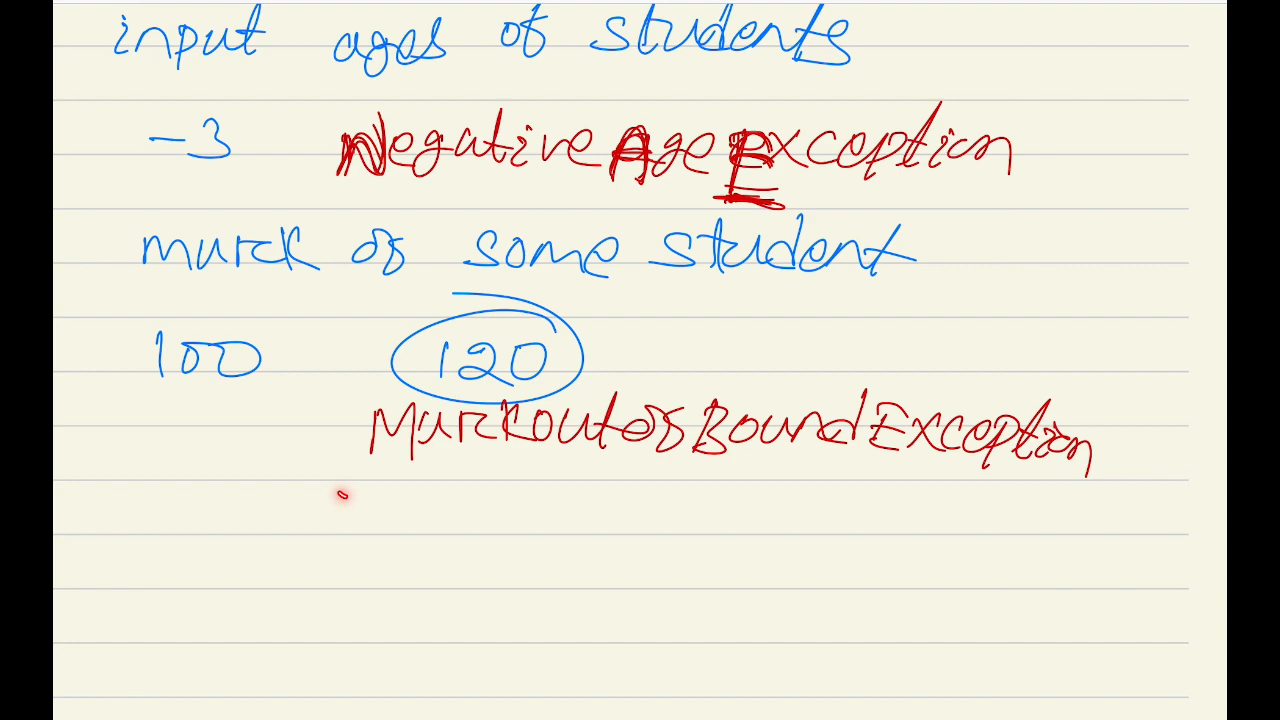 input ages of students
-3 NegativeAgeException
mark of some student
100 120
MarkoutofBoundException